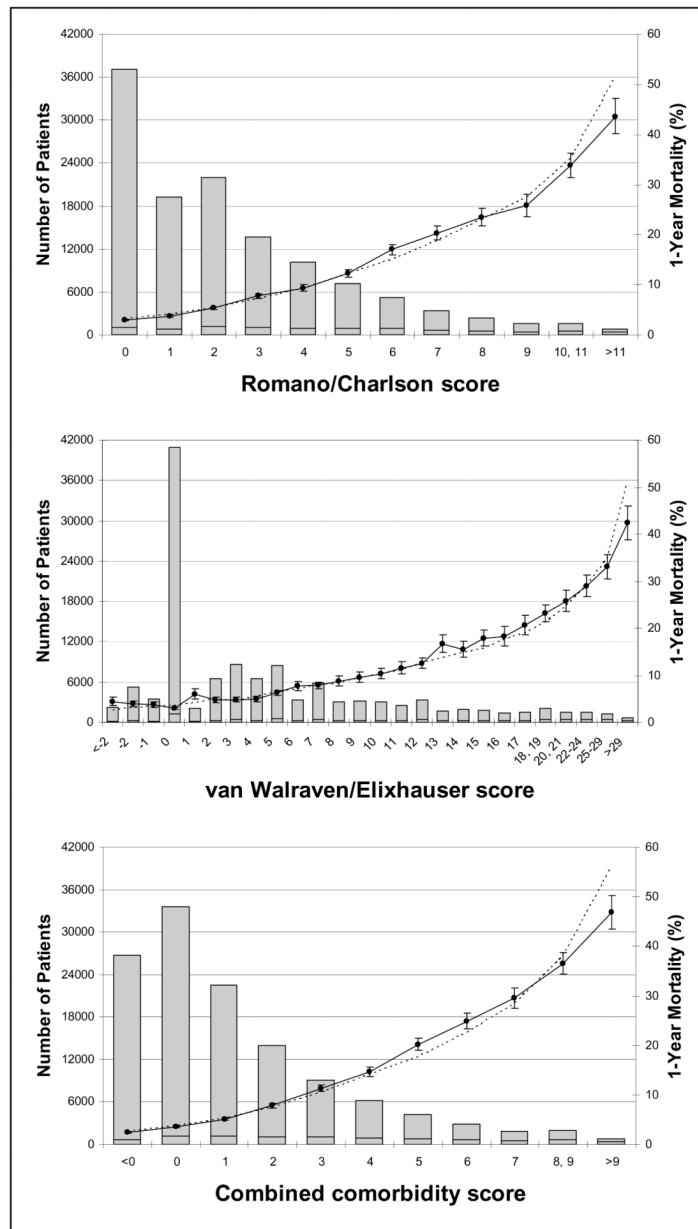 42000 60
36000 50
30000 40
24000 30
18000 20
12000 10
6000 0
0
Number of Patients
1-Year Mortality (%)
0 1 2 3 4 5 6 7 8 9 10, 11 >11
Romano/Charlson score
42000 60
36000 50
30000 40
24000 30
18000 20
12000 10
6000 0
0
Number of Patients
1-Year Mortality (%)
<-2 -2 -1 0 1 2 3 4 5 6 7 8 9 10 11 12 13 14 15 16 17 18, 19 20, 21 22-24 25-29 >29
van Walraven/Elixhauser score
42000 60
36000 50
30000 40
24000 30
18000 20
12000 10
6000 0
0
Number of Patients
1-Year Mortality (%)
<0 0 1 2 3 4 5 6 7 8, 9 >9
Combined comorbidity score